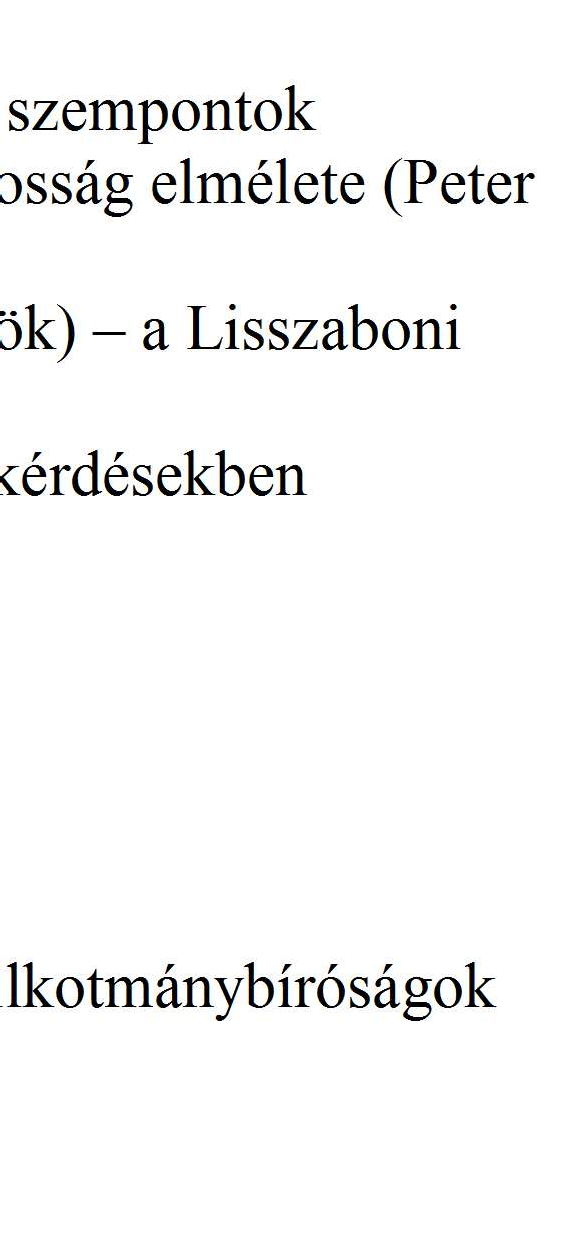 szempontok
osság elmélete (Peter
ök) – a Lisszaboni
kérdésekben
lkotmánybíróságok